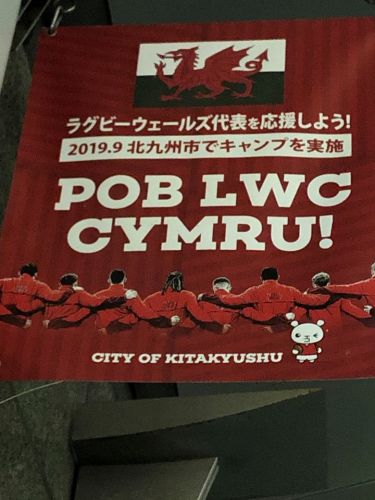 ラグビーウェールズ代表を応援しよう!
2019.9 北九州市でキャンプを実施
POB LWC
CYMRU!
CITY OF KITAKYUSHU